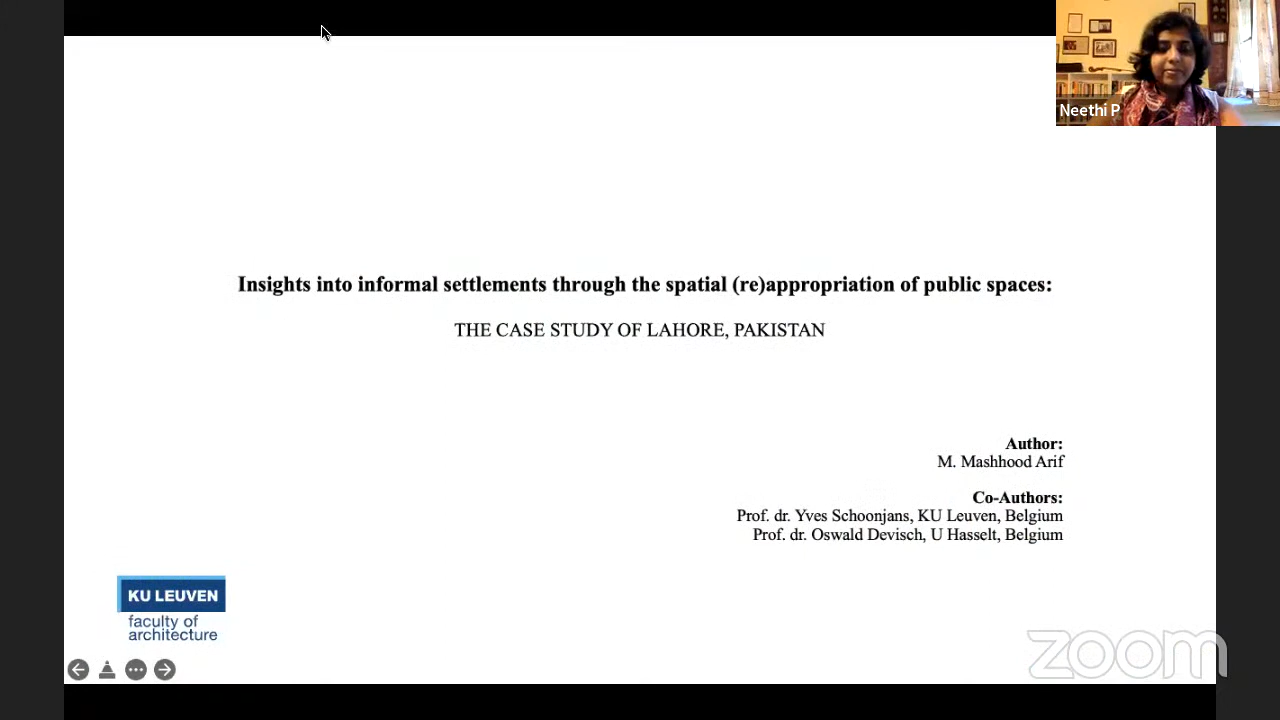 Neethi P
Insights into informal settlements through the spatial (re)appropriation of public spaces:
THE CASE STUDY OF LAHORE, PAKISTAN
Author:
M. Mashhood Arif
Co-Authors:
Prof. dr. Yves Schoonjans, KU Leuven, Belgium
Prof. dr. Oswald Devisch, U Hasselt, Belgium
KU LEUVEN
faculty of
architecture
zoom